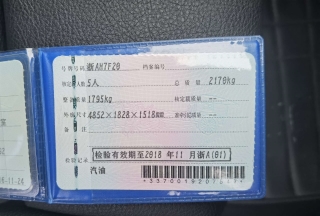 号牌号码 浙AH7F20 档案编号
核定载人数 5人 总质量 2170kg
整备质量 1795kg 核定载质量 --
外廓尺寸 4852×1828×1518mm 准牵引总质量 --
备注
检验有效期至2018 年 11 月浙A(01)
检验记录
汽油